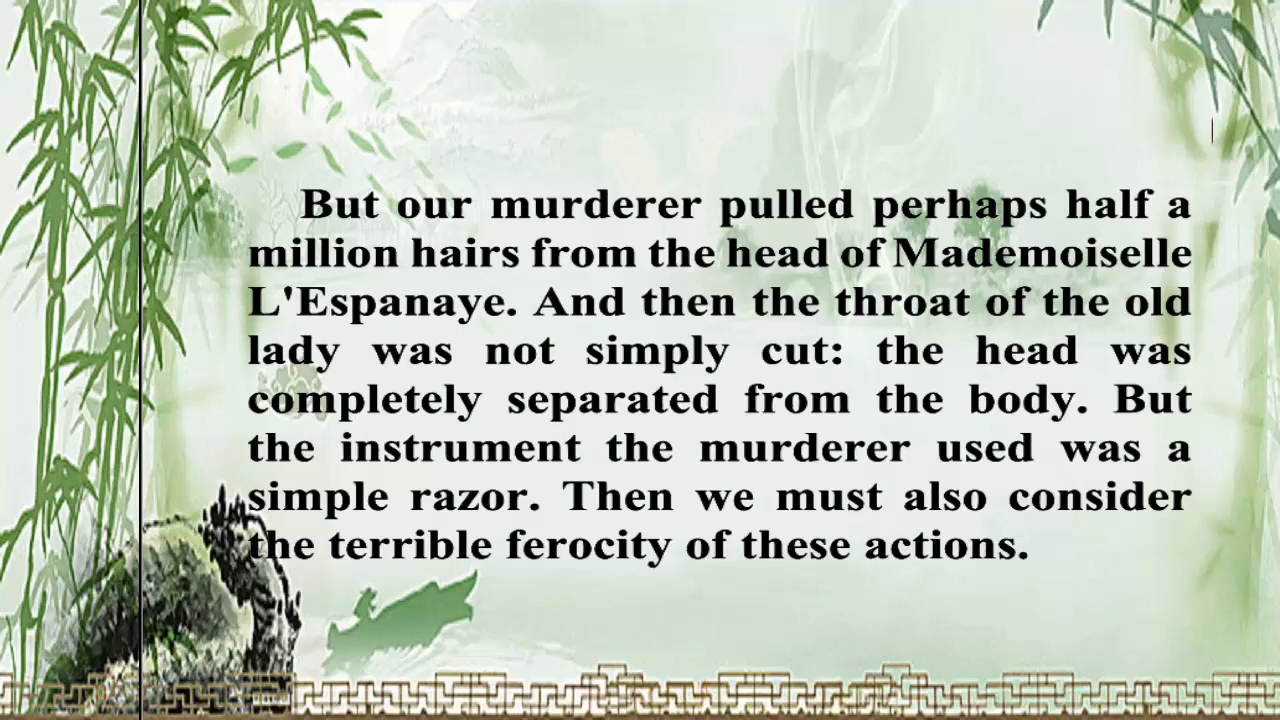 But our murderer pulled perhaps half a
million hairs from the head of Mademoiselle
L'Espanaye. And then the throat of the old
lady was not simply cut: the head was
completely separated from the body. But
the instrument the murderer used was a
simple razor. Then we must also consider
the terrible ferocity of these actions.